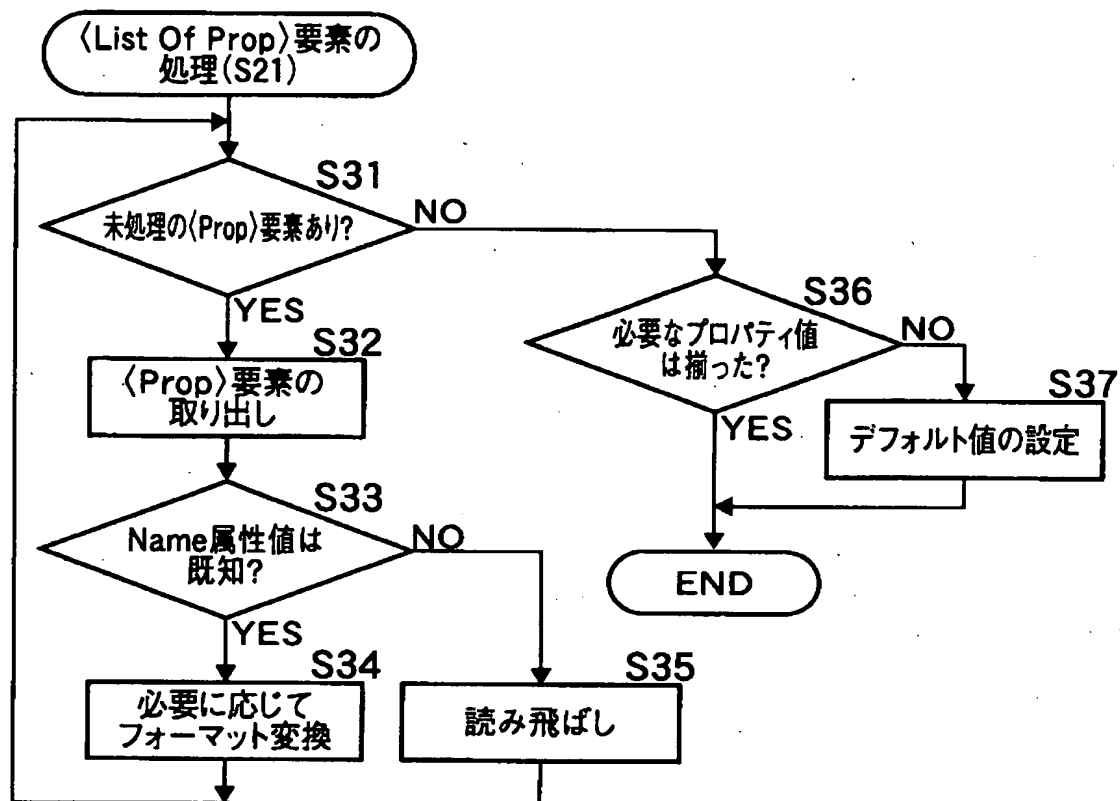 〈List Of Prop〉要素の
処理(S21)
S31
未処理の〈Prop〉要素あり?
NO
YES
S32
〈Prop〉要素の
取り出し
S33
Name属性値は
既知?
NO
YES
S34
必要に応じて
フォーマット変換
S35
読み飛ばし
S36
必要なプロパティ値
は揃った?
NO
YES
S37
デフォルト値の設定
END